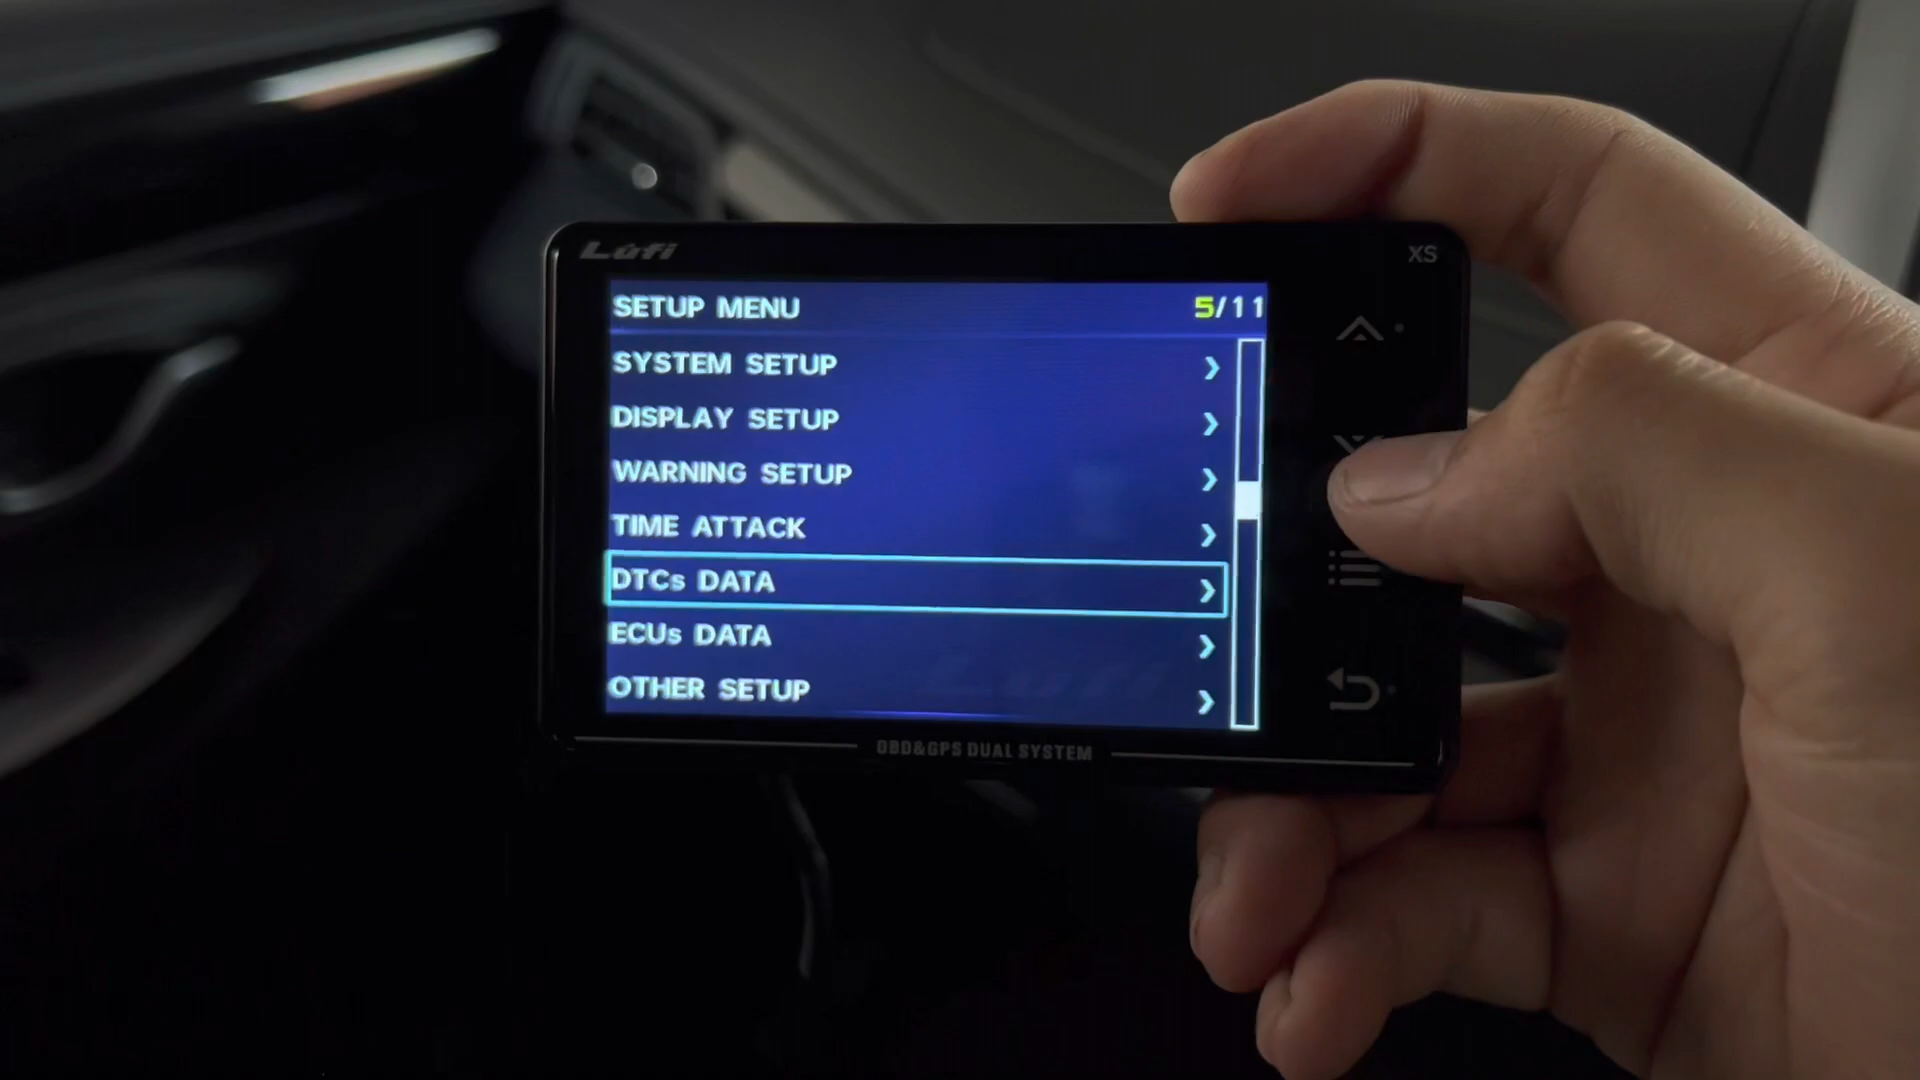 Lufi
XS
SETUP MENU 5/11
SYSTEM SETUP
DISPLAY SETUP
WARNING SETUP
TIME ATTACK
DTCs DATA
ECUs DATA
OTHER SETUP
OBD&GPS DUAL SYSTEM